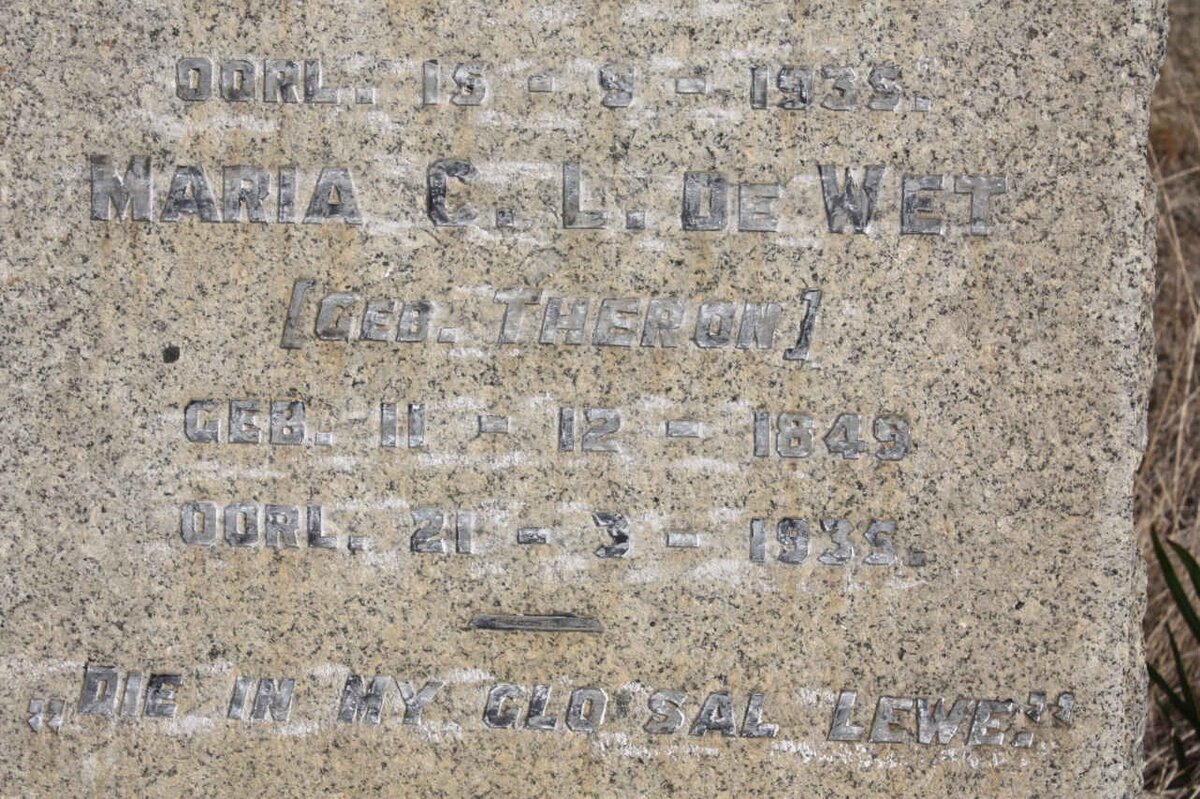 OORL. 15 - 9 - 1935.
MARIA C. L. DE WET
[GEB. THERON]
GEB. 11 - 12 - 1849
OORL. 21 - 3 - 1935.
„DIE IN MY GLO SAL LEWE.”